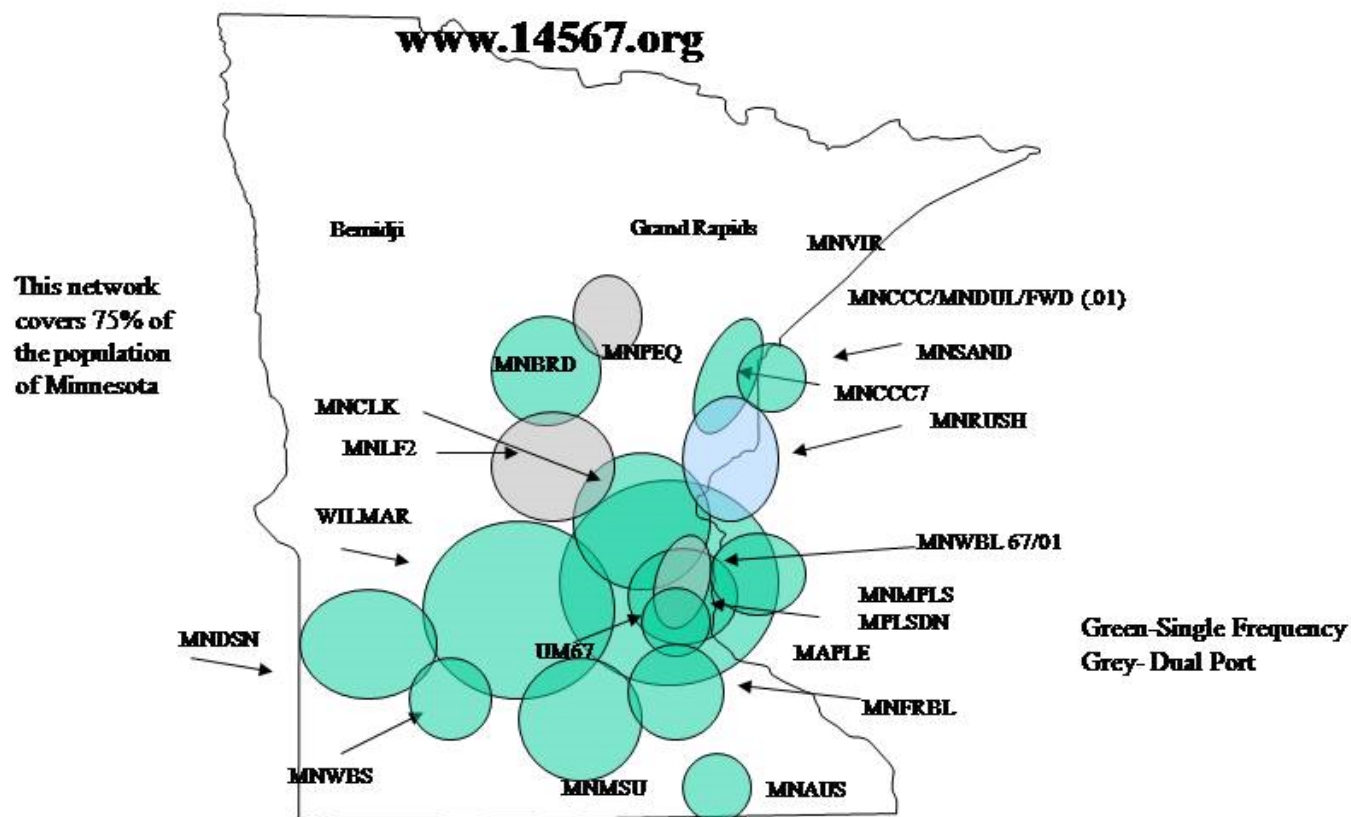 www.14567.org
Bemidji
Grand Rapids
MNVIR
This network
covers 75% of
the population
of Minnesota
MNCCC/MNDUL/FWD (.01)
MNSAND
MNPEQ
MNBRD
MNCCC7
MNCLK
MNRUSH
MNLF2
WILMAR
MNWBL 67/01
MNMPLS
MPLSDN
MNDSN
UM67
MAPLE
Green-Single Frequency
Grey- Dual Port
MNFRBL
MNWBS
MNMSU
MNAUS